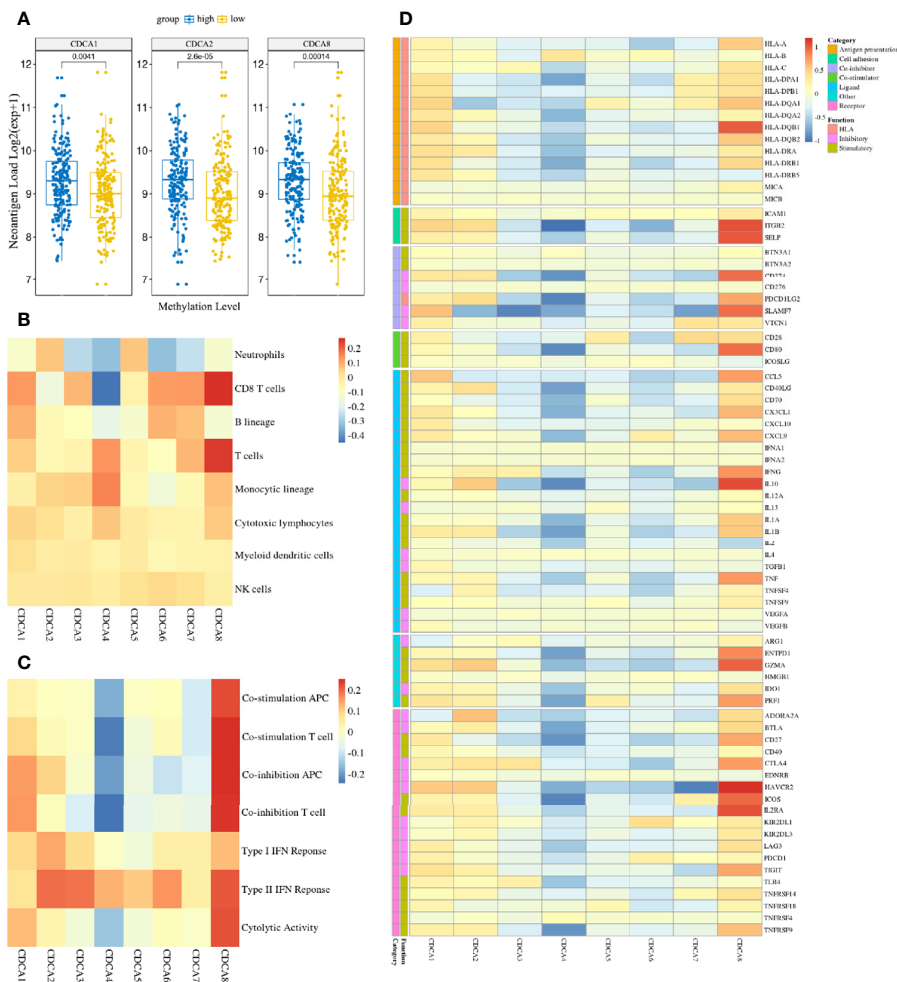 A
group high low
CDCA1 CDCA2 CDCA8
0.0041 2.6e-05 0.00014
Neoantigen Load Log2(exp+1)
12
11
10
9
8
7
Methylation Level
B
Neutrophils
CD8 T cells
B lineage
T cells
Monocytic lineage
Cytotoxic lymphocytes
Myeloid dendritic cells
NK cells
0.2
0.1
0
-0.1
-0.2
-0.3
-0.4
CDCA1 CDCA2 CDCA3 CDCA4 CDCA5 CDCA6 CDCA7 CDCA8
C
Co-stimulation APC
Co-stimulation T cell
Co-inhibition APC
Co-inhibition T cell
Type I IFN Reponse
Type II IFN Reponse
Cytolytic Activity
0.2
0.1
0
-0.1
-0.2
CDCA1 CDCA2 CDCA3 CDCA4 CDCA5 CDCA6 CDCA7 CDCA8
D
HLA-A
HLA-B
HLA-C
HLA-DPA1
HLA-DPB1
HLA-DQA1
HLA-DQA2
HLA-DQB1
HLA-DQB2
HLA-DRA
HLA-DRB1
HLA-DRB5
MICA
MICB
ICAM1
ITGB2
SELP
BTN3A1
BTN3A2
CD274
CD276
PDCD1LG2
SLAMF7
VTCN1
CD28
CD80
ICOSLG
CCL5
CD40LG
CD70
CX3CL1
CXCL10
CXCL9
IFNA1
IFNA2
IFNG
IL10
IL12A
IL13
IL1A
IL1B
IL2
IL4
TGFB1
TNF
TNFSF4
TNFSF9
VEGFA
VEGFB
ARG1
ENTPD1
GZMA
HMGB1
IDO1
PRF1
ADORA2A
BTLA
CD27
CD40
CTLA4
EDNRB
HAVCR2
ICOS
IL2RA
KIR2DL1
KIR2DL3
LAG3
PDCD1
TIGIT
TLR4
TNFRSF14
TNFRSF18
TNFRSF4
TNFRSF9
Category Function CDCA1 CDCA2 CDCA3 CDCA4 CDCA5 CDCA6 CDCA7 CDCA8
1
0.5
0
-0.5
-1
Category
Antigen presentation
Cell adhesion
Co-inhibitor
Co-stimulator
Ligand
Other
Receptor
Function
HLA
Inhibitory
Stimulatory